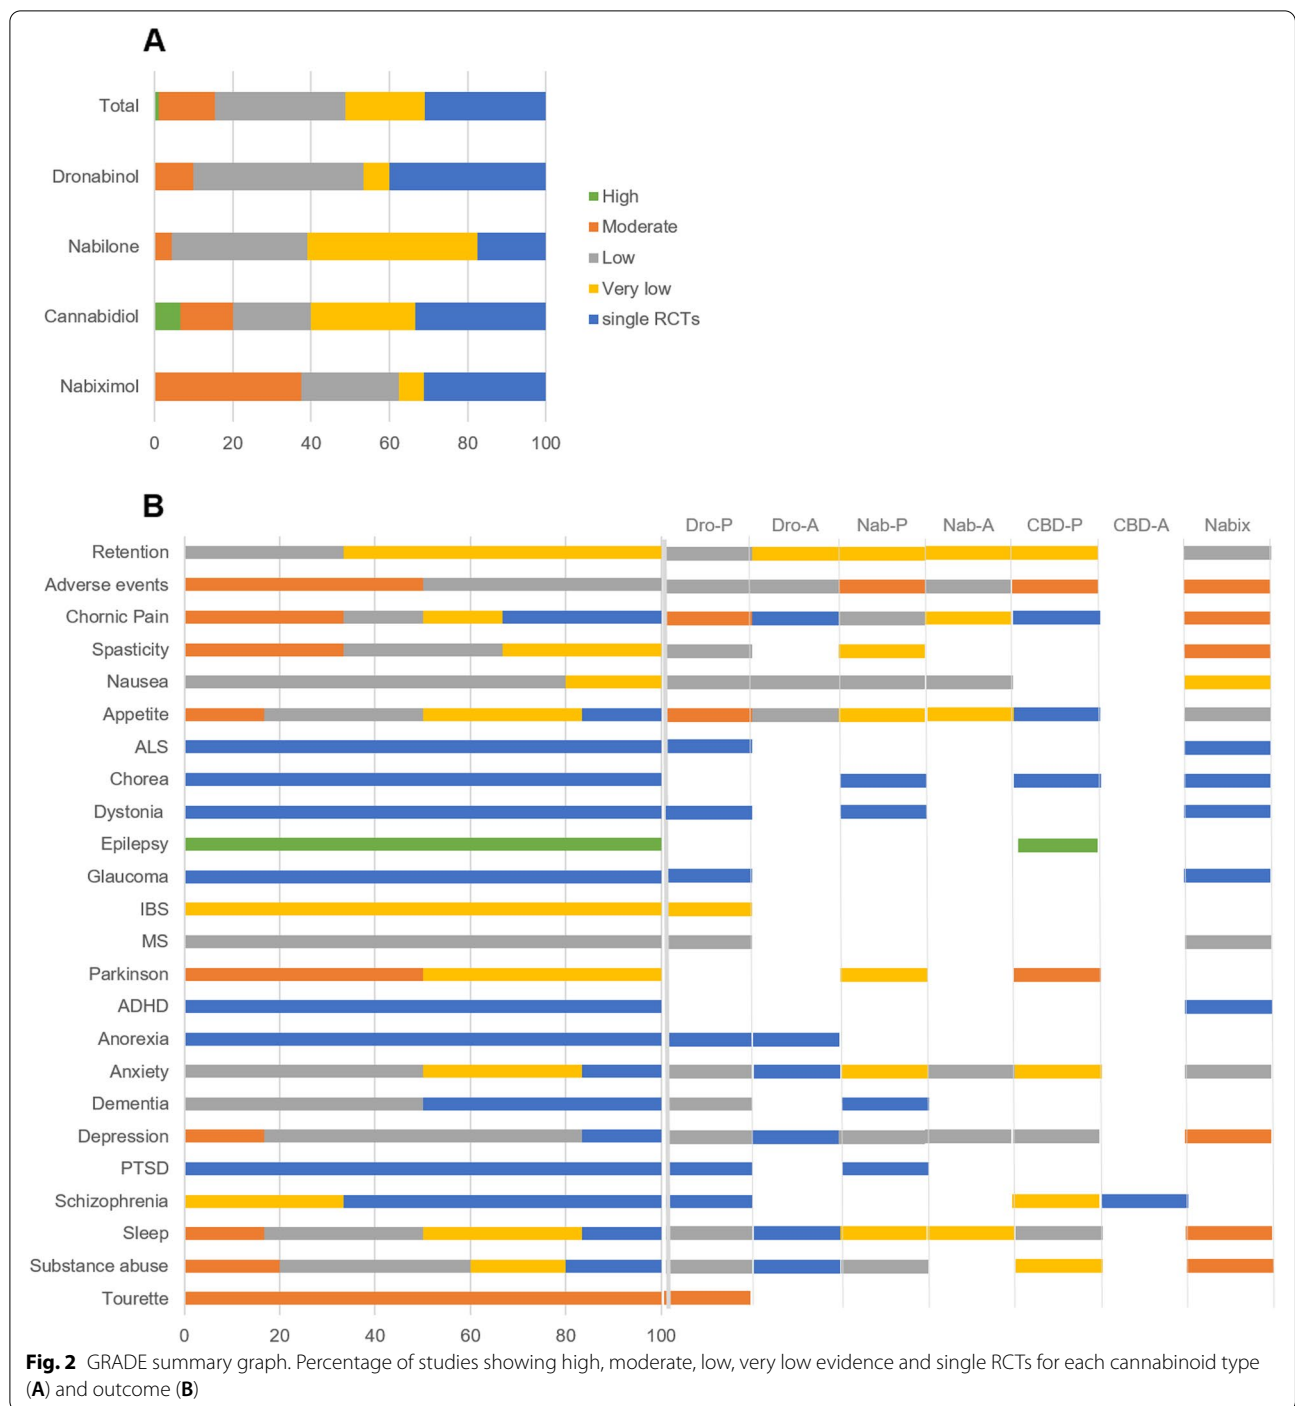 A
Total
Dronabinol
Nabilone
Cannabidiol
Nabiximol
0 20 40 60 80 100
High
Moderate
Low
Very low
single RCTs
B
Dro-P Dro-A Nab-P Nab-A CBD-P CBD-A Nabix
Retention
Adverse events
Chornic Pain
Spasticity
Nausea
Appetite
ALS
Chorea
Dystonia
Epilepsy
Glaucoma
IBS
MS
Parkinson
ADHD
Anorexia
Anxiety
Dementia
Depression
PTSD
Schizophrenia
Sleep
Substance abuse
Tourette
0 20 40 60 80 100
Fig. 2 GRADE summary graph. Percentage of studies showing high, moderate, low, very low evidence and single RCTs for each cannabinoid type
(A) and outcome (B)